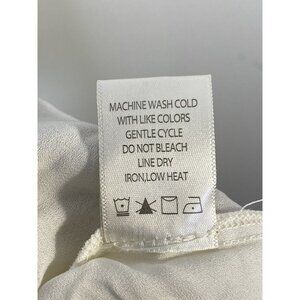 MACHINE WASH COLD
WITH LIKE COLORS
GENTLE CYCLE
DO NOT BLEACH
LINE DRY
IRON,LOW HEAT